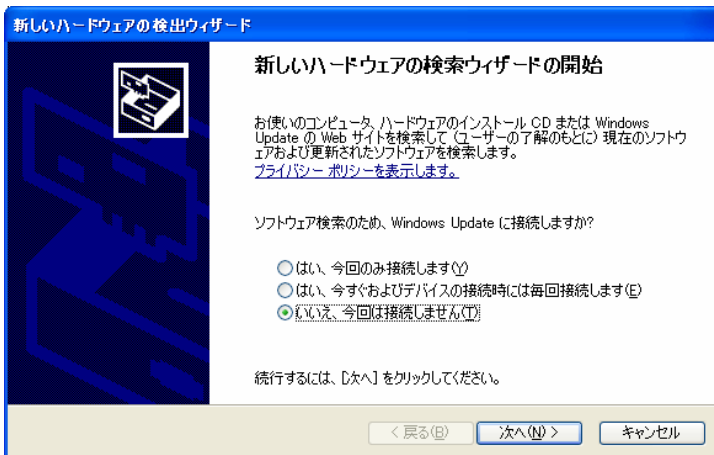 新しいハードウェアの検出ウィザード
新しいハードウェアの検索ウィザードの開始
お使いのコンピュータ、ハードウェアのインストール CD または Windows
Update の Web サイトを検索して (ユーザーの了解のもとに) 現在のソフトウ
ェアおよび更新されたソフトウェアを検索します。
プライバシー ポリシーを表示します。
ソフトウェア検索のため、Windows Update に接続しますか?
はい、今回のみ接続します(Y)
はい、今すぐおよびデバイスの接続時には毎回接続します(E)
いいえ、今回は接続しません(T)
続行するには、[次へ] をクリックしてください。
< 戻る(B)
次へ(N) >
キャンセル